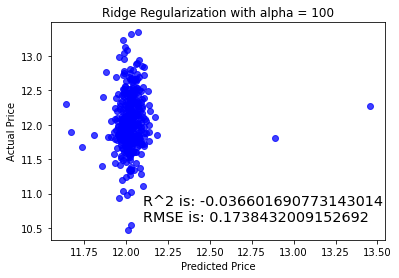 Ridge Regularization with alpha = 100
Actual Price
13.0
12.5
12.0
11.5
11.0
10.5
R^2 is: -0.036601690773143014
RMSE is: 0.1738432009152692
11.75 12.00 12.25 12.50 12.75 13.00 13.25 13.50
Predicted Price